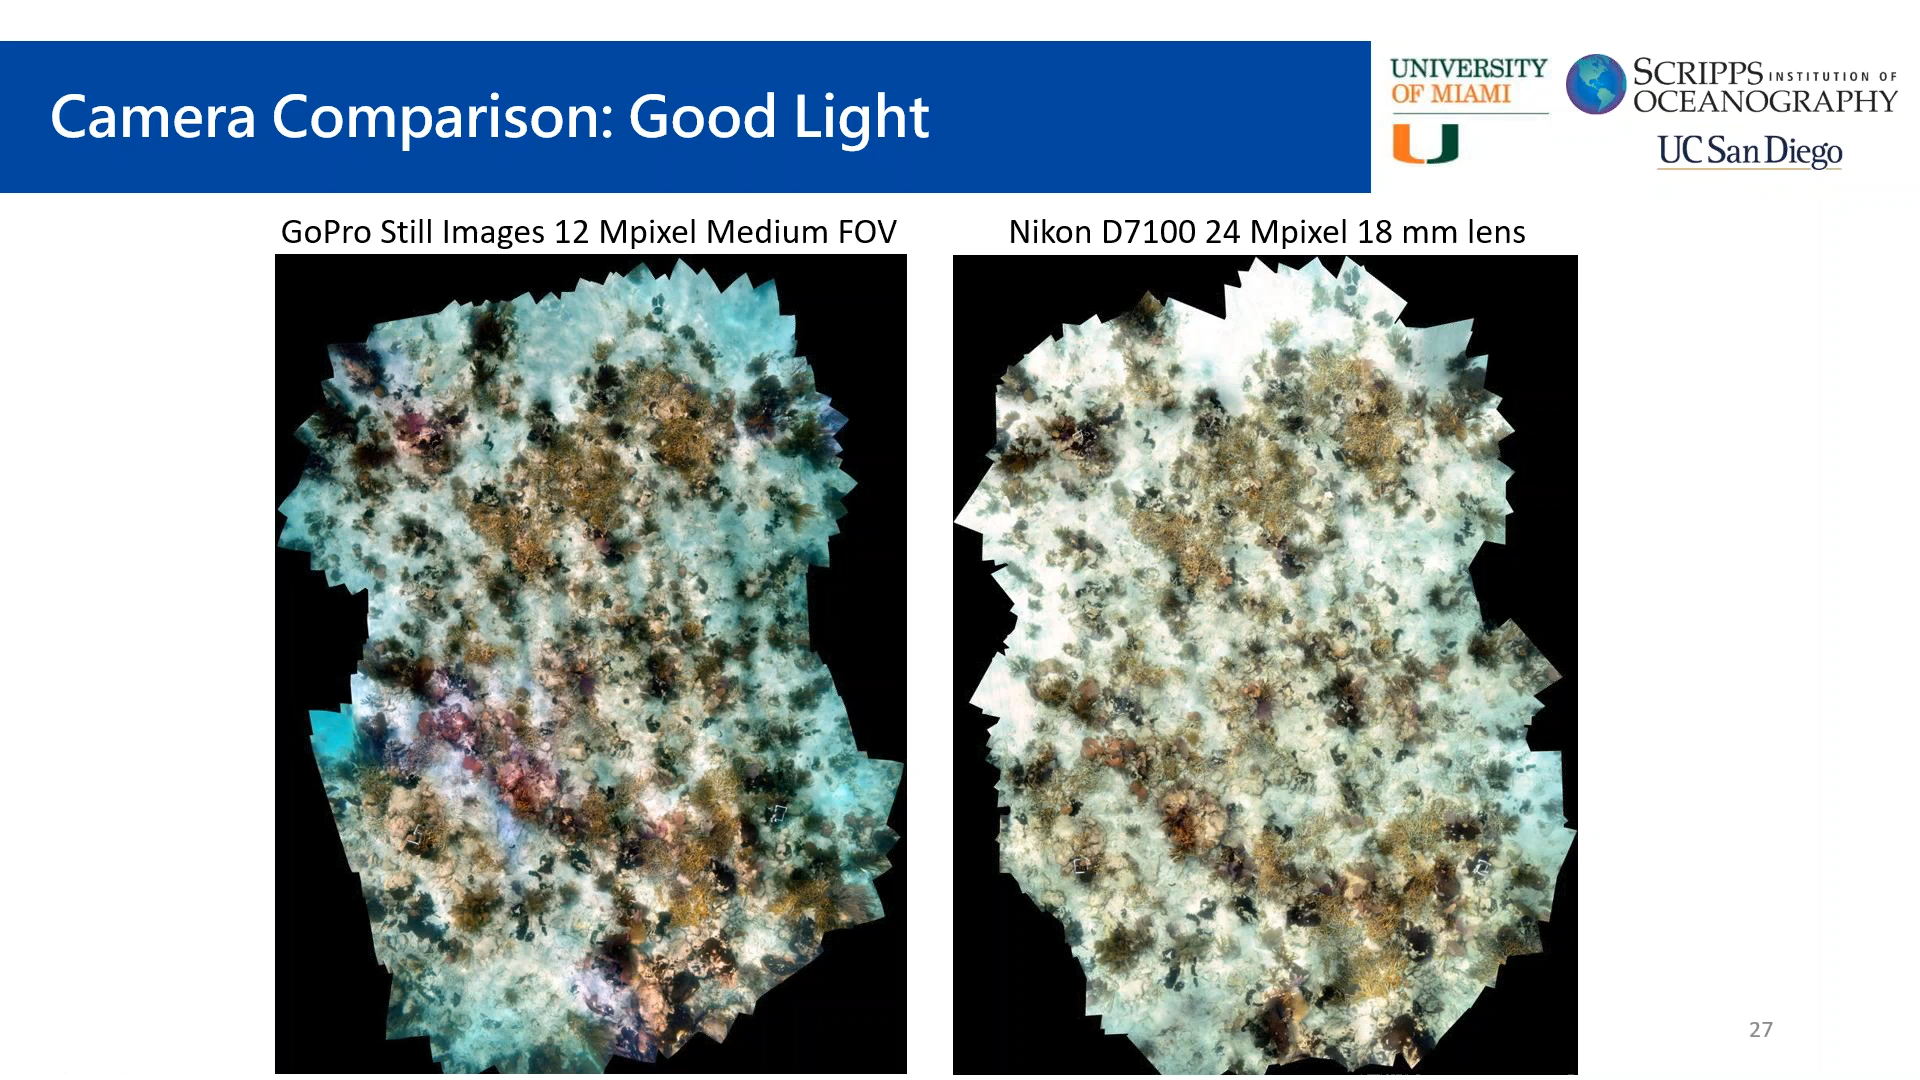 Camera Comparison: Good Light
UNIVERSITY
OF MIAMI
SCRIPPS INSTITUTION OF
OCEANOGRAPHY
UC San Diego
GoPro Still Images 12 Mpixel Medium FOV
Nikon D7100 24 Mpixel 18 mm lens
27